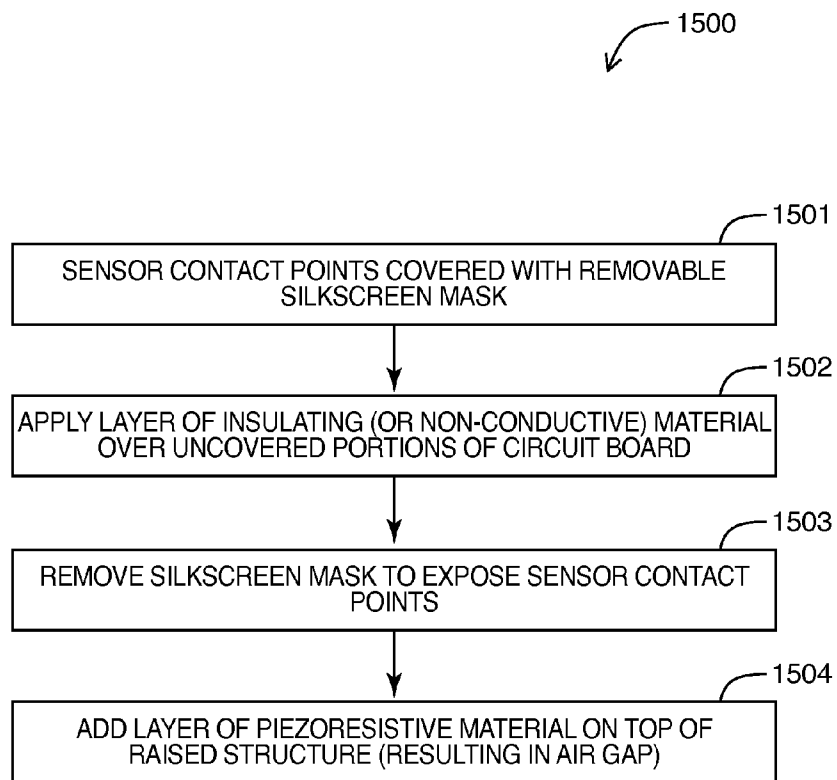 1500
1501
SENSOR CONTACT POINTS COVERED WITH REMOVABLE
SILKSCREEN MASK
1502
APPLY LAYER OF INSULATING (OR NON-CONDUCTIVE) MATERIAL
OVER UNCOVERED PORTIONS OF CIRCUIT BOARD
1503
REMOVE SILKSCREEN MASK TO EXPOSE SENSOR CONTACT
POINTS
1504
ADD LAYER OF PIEZORESISTIVE MATERIAL ON TOP OF
RAISED STRUCTURE (RESULTING IN AIR GAP)